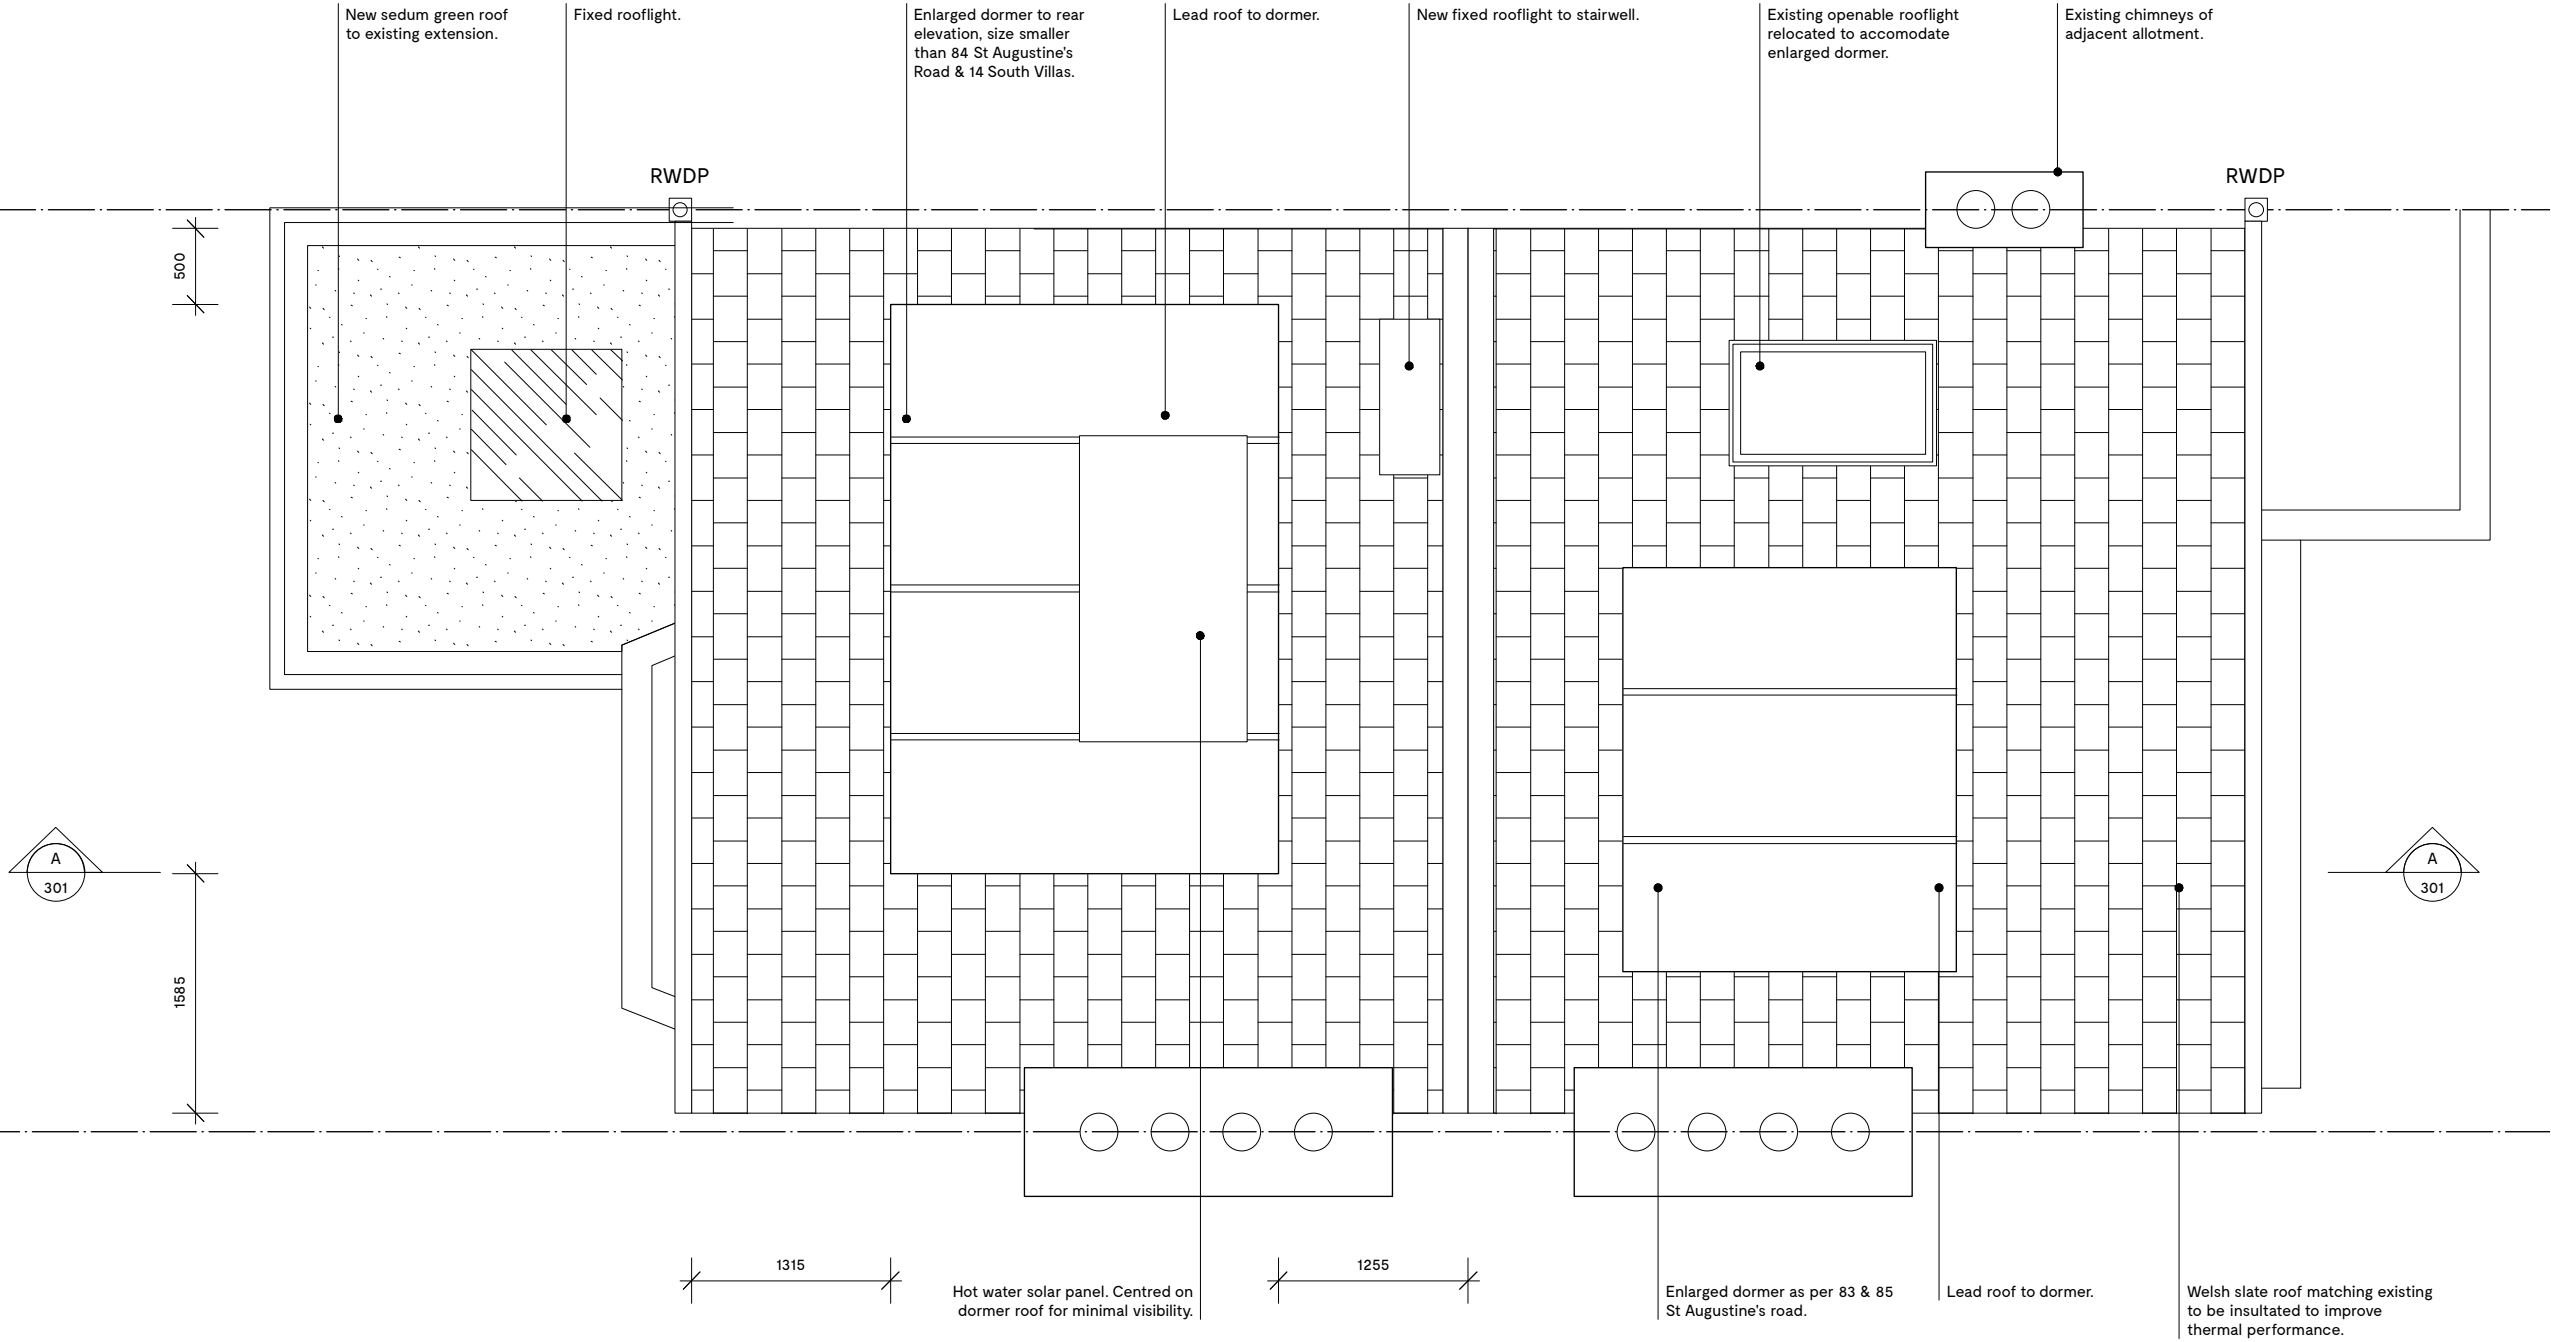 New sedum green roof
to existing extension.
Fixed rooflight.
Enlarged dormer to rear
elevation, size smaller
than 84 St Augustine's
Road & 14 South Villas.
Lead roof to dormer.
New fixed rooflight to stairwell.
Existing openable rooflight
relocated to accomodate
enlarged dormer.
Existing chimneys of
adjacent allotment.
RWDP
RWDP
500
A
301
A
301
1585
1315
1255
Hot water solar panel. Centred on
dormer roof for minimal visibility.
Enlarged dormer as per 83 & 85
St Augustine's road.
Lead roof to dormer.
Welsh slate roof matching existing
to be insultated to improve
thermal performance.